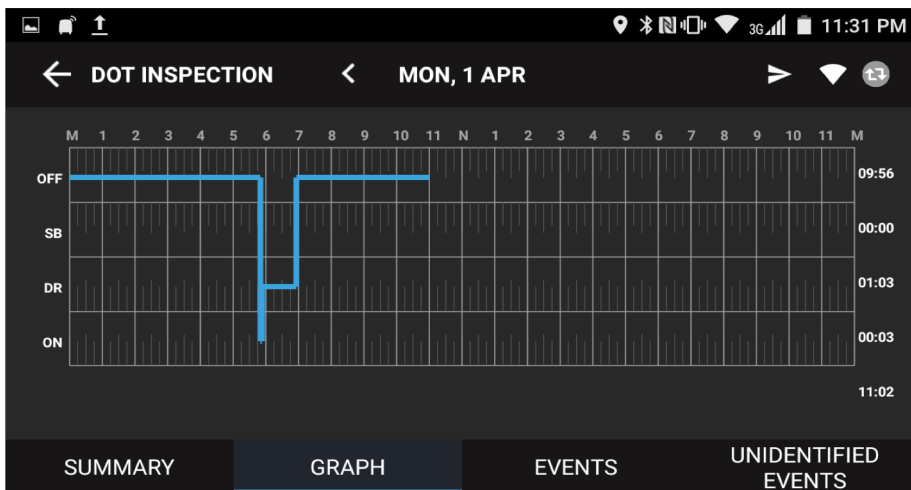 3G 11:31 PM
DOT INSPECTION < MON, 1 APR
M 1 2 3 4 5 6 7 8 9 10 11 N 1 2 3 4 5 6 7 8 9 10 11 M
OFF 09:56
SB 00:00
DR 01:03
ON 00:03
11:02
SUMMARY GRAPH EVENTS UNIDENTIFIED
EVENTS